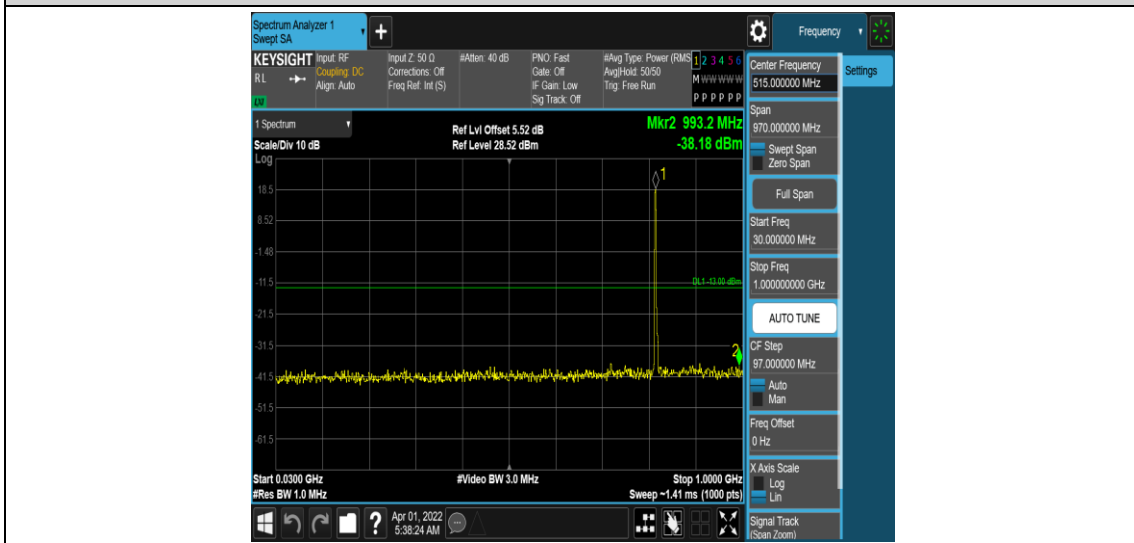 Spectrum Analyzer 1
Swept SA
Frequency
KEYSIGHT
RL
LXI
Input: RF
Coupling: DC
Align: Auto
Input Z: 50 Ω
Corrections: Off
Freq Ref: Int (S)
#Atten: 40 dB
PNO: Fast
Gate: Off
IF Gain: Low
Sig Track: Off
#Avg Type: Power (RMS
Avg|Hold: 50/50
Trig: Free Run
1 2 3 4 5 6
M W W W W W
P P P P P P
1 Spectrum
Scale/Div 10 dB
Log
Ref Lvl Offset 5.52 dB
Ref Level 28.52 dBm
Mkr2 993.2 MHz
-38.18 dBm
1
18.5
8.52
-1.48
-11.5
DL1 -13.00 dBm
-21.5
-31.5
2
-41.5
-51.5
-61.5
Start 0.0300 GHz
#Res BW 1.0 MHz
#Video BW 3.0 MHz
Stop 1.0000 GHz
Sweep ~1.41 ms (1000 pts)
Apr 01, 2022
5:38:24 AM
Center Frequency
515.000000 MHz
Settings
Span
970.000000 MHz
Swept Span
Zero Span
Full Span
Start Freq
30.000000 MHz
Stop Freq
1.000000000 GHz
AUTO TUNE
CF Step
97.000000 MHz
Auto
Man
Freq Offset
0 Hz
X Axis Scale
Log
Lin
Signal Track
(Span Zoom)